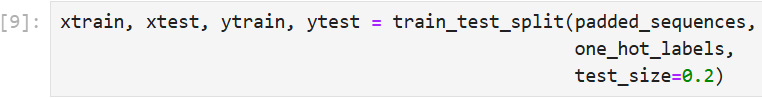 [9]: xtrain, xtest, ytrain, ytest = train_test_split(padded_sequences,
one_hot_labels,
test_size=0.2)